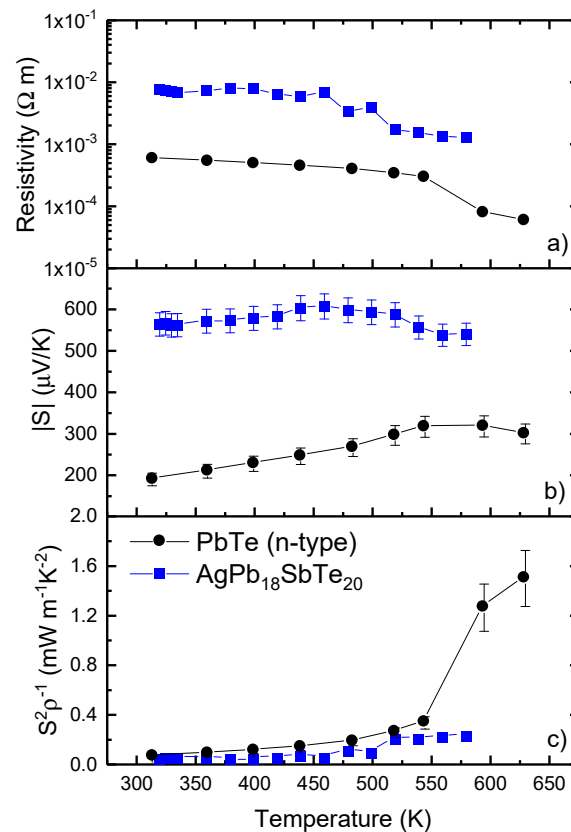 1x10⁻¹
1x10⁻²
1x10⁻³
1x10⁻⁴
1x10⁻⁵
Resistivity (Ω m)
a)
600
500
400
300
200
|S| (μV/K)
b)
2.0
1.6
1.2
0.8
0.4
0.0
S²ρ⁻¹ (mW m⁻¹K⁻²)
PbTe (n-type)
AgPb₁₈SbTe₂₀
c)
300 350 400 450 500 550 600 650
Temperature (K)